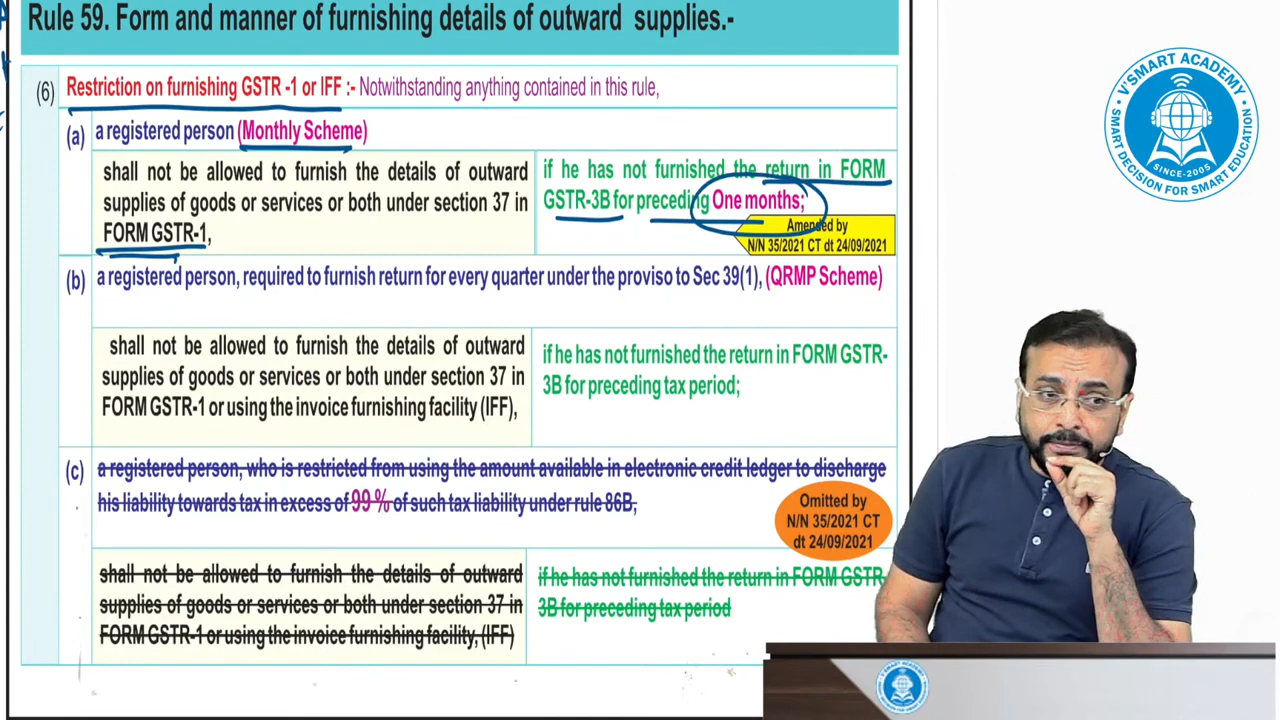 Rule 59. Form and manner of furnishing details of outward supplies.-
(6) Restriction on furnishing GSTR -1 or IFF :- Notwithstanding anything contained in this rule,
(a) a registered person (Monthly Scheme)
shall not be allowed to furnish the details of outward
supplies of goods or services or both under section 37 in
FORM GSTR-1,
if he has not furnished the return in FORM
GSTR-3B for preceding One months;
Amended by
N/N 35/2021 CT dt 24/09/2021
(b) a registered person, required to furnish return for every quarter under the proviso to Sec 39(1), (QRMP Scheme)
shall not be allowed to furnish the details of outward
supplies of goods or services or both under section 37 in
FORM GSTR-1 or using the invoice furnishing facility (IFF),
if he has not furnished the return in FORM GSTR-
3B for preceding tax period;
(c) a registered person, who is restricted from using the amount available in electronic credit ledger to discharge
his liability towards tax in excess of 99 % of such tax liability under rule 86B,
Omitted by
N/N 35/2021 CT
dt 24/09/2021
shall not be allowed to furnish the details of outward
supplies of goods or services or both under section 37 in
FORM GSTR-1 or using the invoice furnishing facility, (IFF)
if he has not furnished the return in FORM GSTR-
3B for preceding tax period
V'SMART ACADEMY
SINCE-2005
SMART DECISION FOR SMART EDUCATION